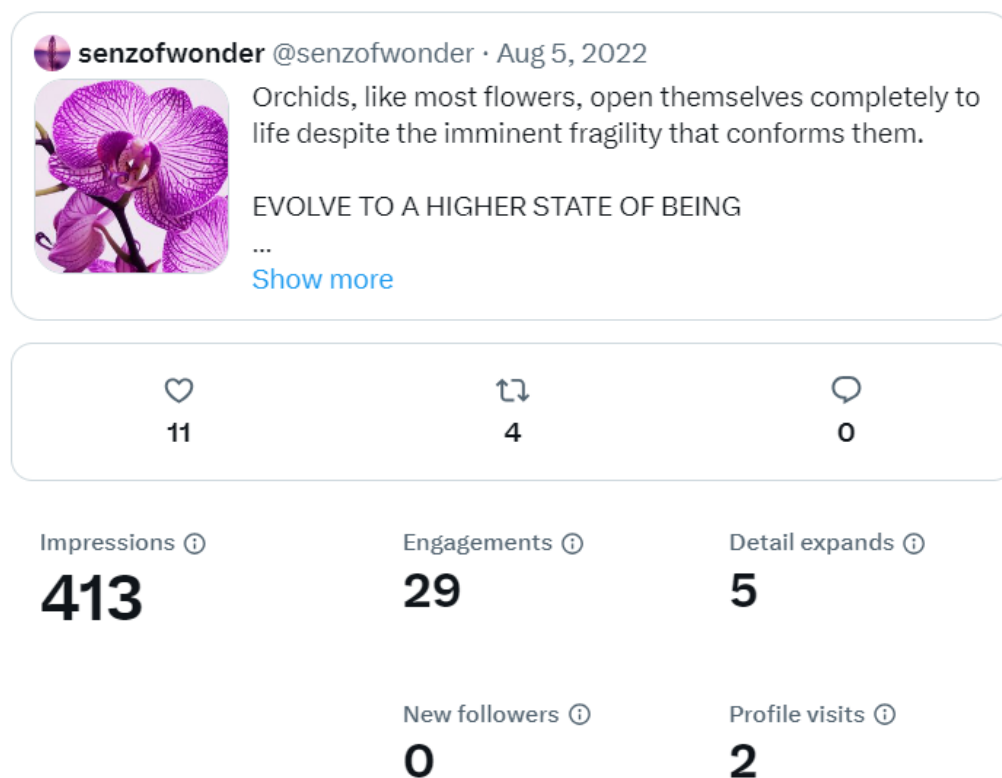 senzofwonder @senzofwonder · Aug 5, 2022
Orchids, like most flowers, open themselves completely to
life despite the imminent fragility that conforms them.
EVOLVE TO A HIGHER STATE OF BEING
...
Show more
11 4 0
Impressions Engagements Detail expands
413 29 5
New followers Profile visits
0 2